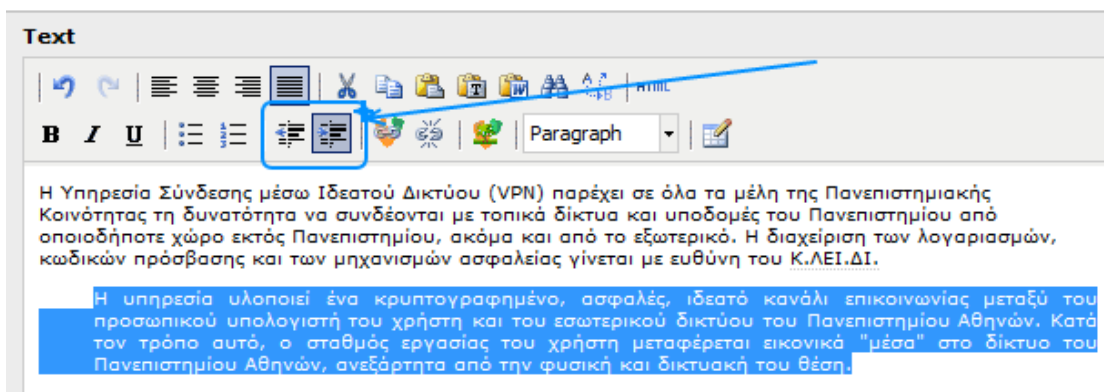 Text
HTML
B I U Paragraph
Η Υπηρεσία Σύνδεσης μέσω Ιδεατού Δικτύου (VPN) παρέχει σε όλα τα μέλη της Πανεπιστημιακής
Κοινότητας τη δυνατότητα να συνδέονται με τοπικά δίκτυα και υποδομές του Πανεπιστημίου από
οποιοδήποτε χώρο εκτός Πανεπιστημίου, ακόμα και από το εξωτερικό. Η διαχείριση των λογαριασμών,
κωδικών πρόσβασης και των μηχανισμών ασφαλείας γίνεται με ευθύνη του Κ.ΛΕΙ.ΔΙ.
Η υπηρεσία υλοποιεί ένα κρυπτογραφημένο, ασφαλές, ιδεατό κανάλι επικοινωνίας μεταξύ του
προσωπικού υπολογιστή του χρήστη και του εσωτερικού δικτύου του Πανεπιστημίου Αθηνών. Κατά
τον τρόπο αυτό, ο σταθμός εργασίας του χρήστη μεταφέρεται εικονικά "μέσα" στο δίκτυο του
Πανεπιστημίου Αθηνών, ανεξάρτητα από την φυσική και δικτυακή του θέση.